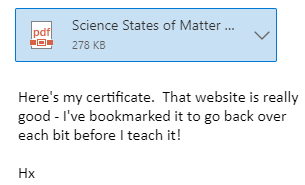 pdf
Science States of Matter ...
278 KB
Here's my certificate.  That website is really
good - I've bookmarked it to go back over
each bit before I teach it!
Hx